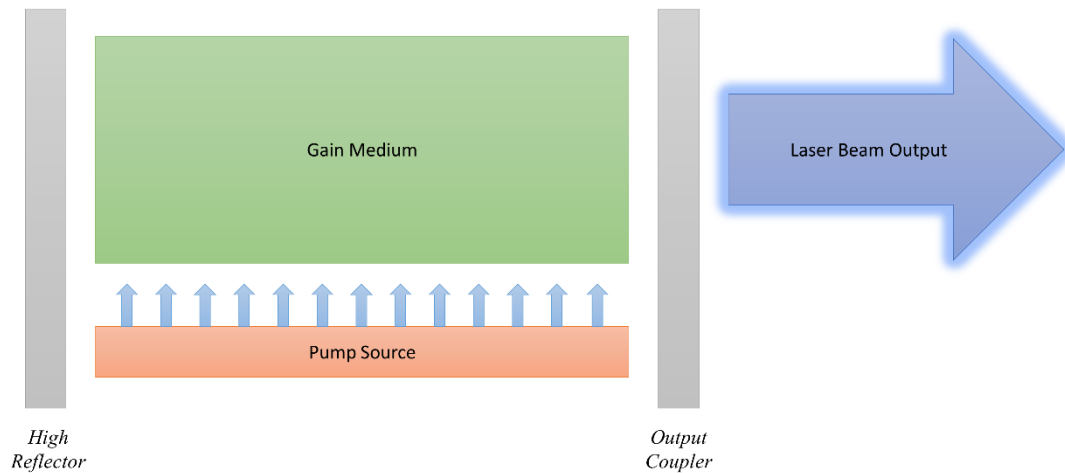 Gain Medium
Laser Beam Output
Pump Source
High
Reflector
Output
Coupler